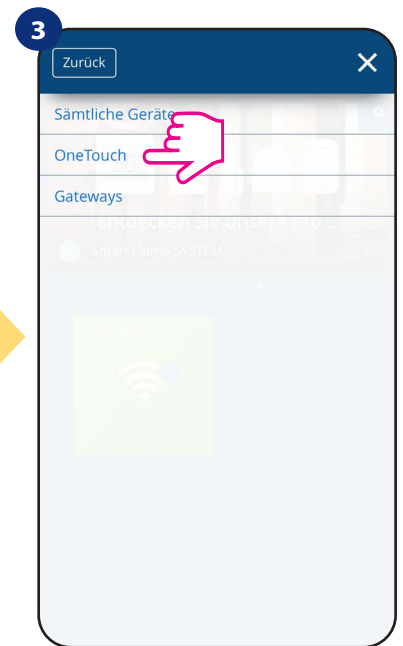 3
Zurück
Sämtliche Geräte
OneTouch
Gateways
Entdecken Sie unsere Pro...
Smart Home SYSTEM